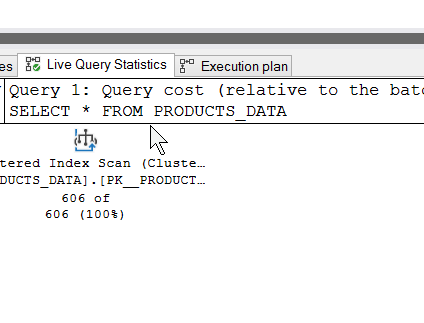 es Live Query Statistics Execution plan
Query 1: Query cost (relative to the bat
SELECT * FROM PRODUCTS_DATA
tered Index Scan (Cluste…
DUCTS_DATA].[PK__PRODUCT…
606 of
606 (100%)